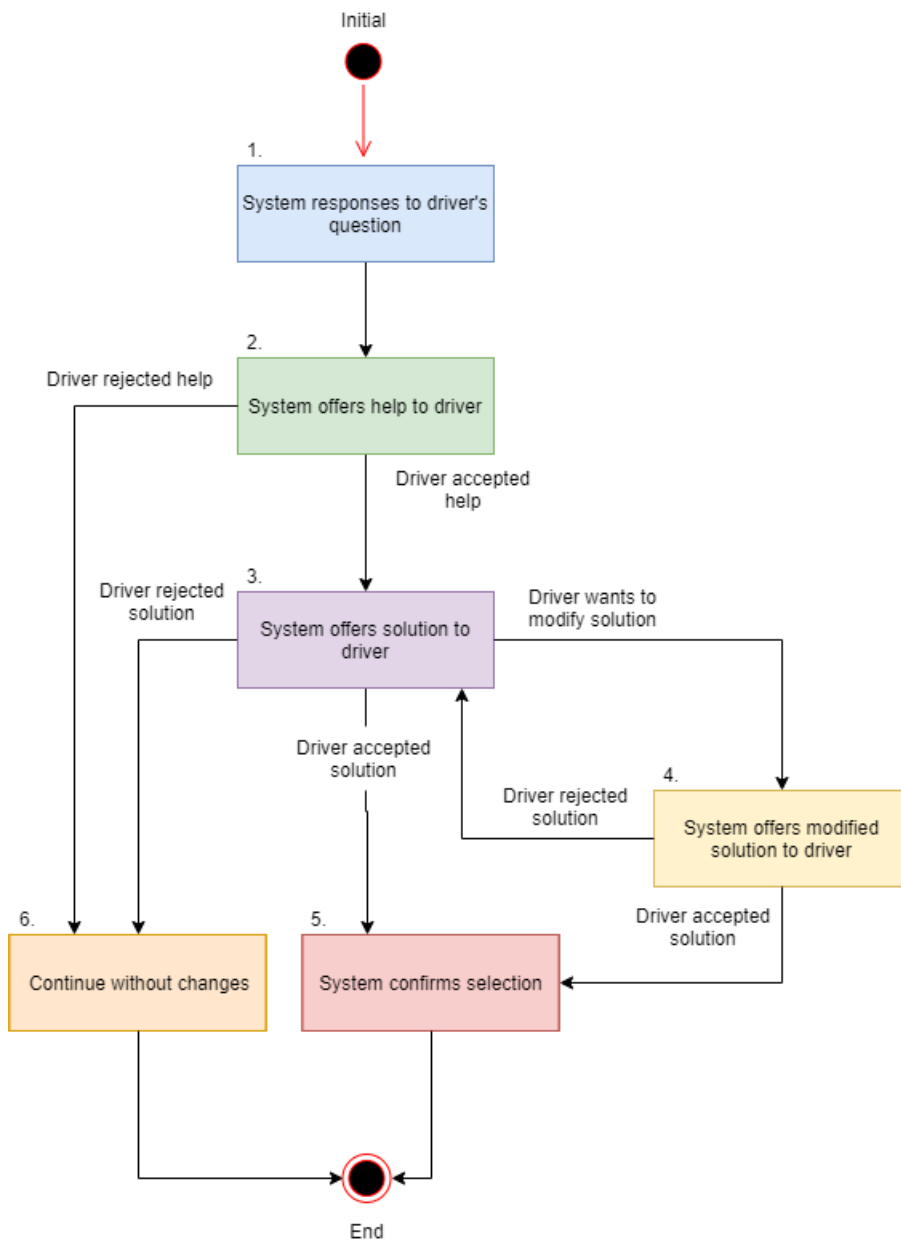 Initial
1.
System responses to driver's
question
2.
Driver rejected help
System offers help to driver
Driver accepted
help
3.
Driver rejected
solution
System offers solution to
driver
Driver wants to
modify solution
Driver accepted
solution
4.
Driver rejected
solution
System offers modified
solution to driver
Driver accepted
solution
6.
Continue without changes
5.
System confirms selection
End